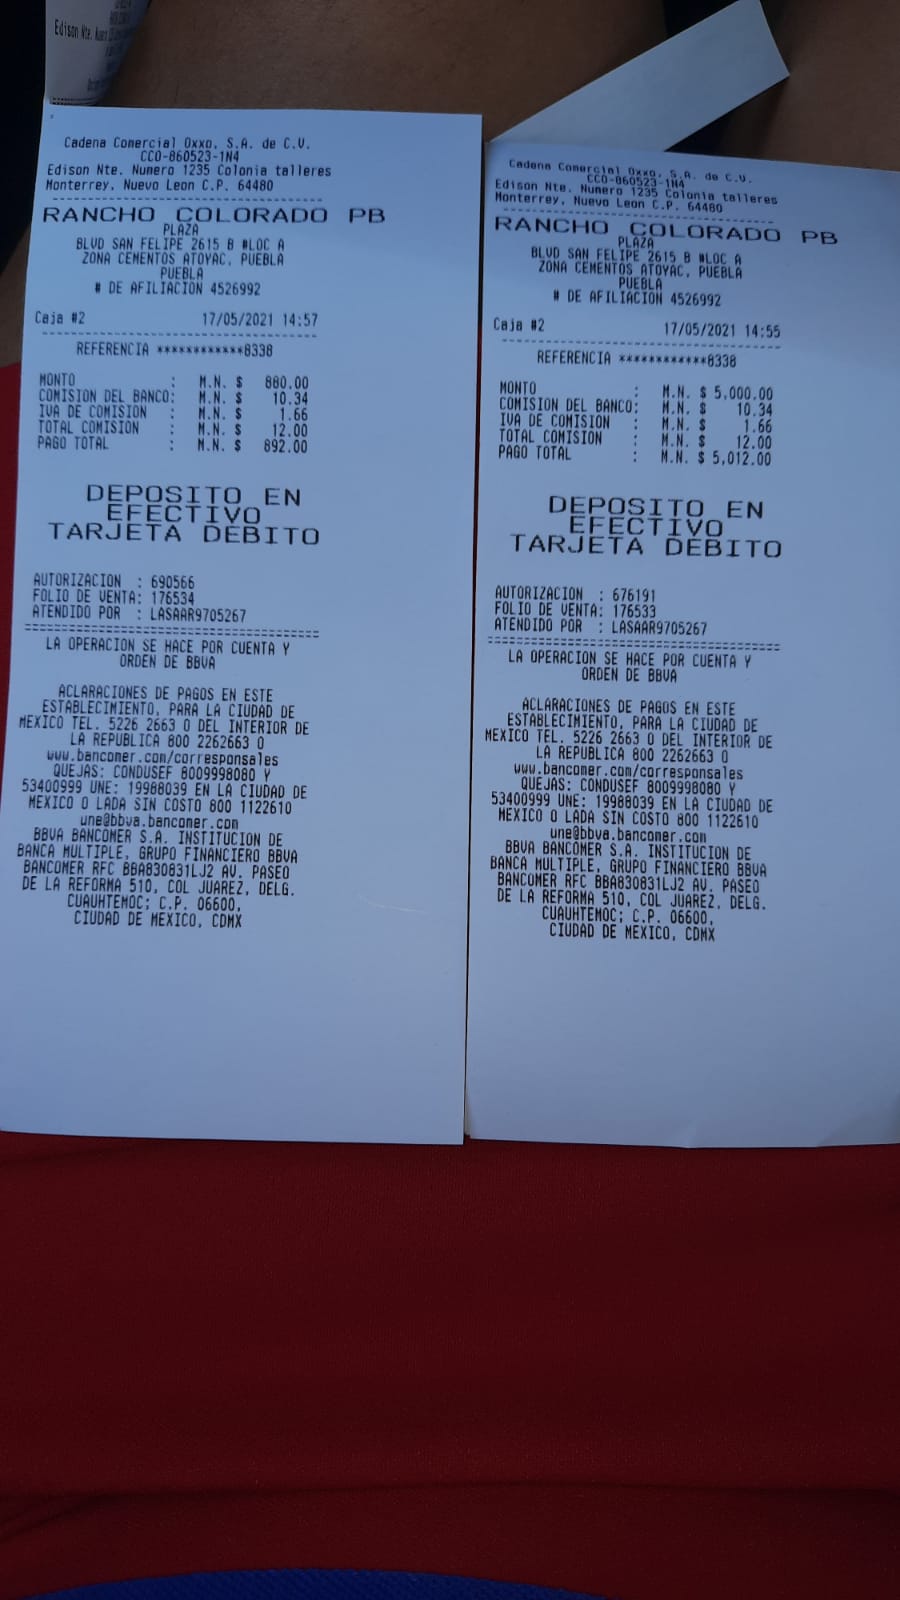 Edison Nte. Nume
Cadena Comercial Oxxo, S.A. de C.V.
CCO-860523-1N4
Edison Nte. Numero 1235 Colonia talleres
Monterrey, Nuevo Leon C.P. 64480
RANCHO COLORADO PB
PLAZA
BLVD SAN FELIPE 2615 B #LOC A
ZONA CEMENTOS ATOYAC, PUEBLA
PUEBLA
# DE AFILIACION 4526992
Caja #2 17/05/2021 14:57
REFERENCIA ************8338
MONTO : M.N. $ 880.00
COMISION DEL BANCO: M.N. $ 10.34
IVA DE COMISION : M.N. $ 1.66
TOTAL COMISION : M.N. $ 12.00
PAGO TOTAL : M.N. $ 892.00
DEPOSITO EN
EFECTIVO
TARJETA DEBITO
AUTORIZACION : 690566
FOLIO DE VENTA: 176534
ATENDIDO POR : LASAAR9705267
LA OPERACION SE HACE POR CUENTA Y
ORDEN DE BBVA
ACLARACIONES DE PAGOS EN ESTE
ESTABLECIMIENTO, PARA LA CIUDAD DE
MEXICO TEL. 5226 2663 O DEL INTERIOR DE
LA REPUBLICA 800 2262663 O
www.bancomer.com/corresponsales
QUEJAS: CONDUSEF 8009998080 Y
53400999 UNE: 19988039 EN LA CIUDAD DE
MEXICO O LADA SIN COSTO 800 1122610
une@bbva.bancomer.com
BBVA BANCOMER S.A. INSTITUCION DE
BANCA MULTIPLE, GRUPO FINANCIERO BBVA
BANCOMER RFC BBA830831LJ2 AV. PASEO
DE LA REFORMA 510, COL JUAREZ, DELG.
CUAUHTEMOC; C.P. 06600,
CIUDAD DE MEXICO, CDMX
Cadena Comercial Oxxo, S.A. de C.V.
CCO-860523-1N4
Edison Nte. Numero 1235 Colonia talleres
Monterrey, Nuevo Leon C.P. 64480
RANCHO COLORADO PB
PLAZA
BLVD SAN FELIPE 2615 B #LOC A
ZONA CEMENTOS ATOYAC, PUEBLA
PUEBLA
# DE AFILIACION 4526992
Caja #2 17/05/2021 14:55
REFERENCIA ************8338
MONTO : M.N. $ 5,000.00
COMISION DEL BANCO: M.N. $ 10.34
IVA DE COMISION : M.N. $ 1.66
TOTAL COMISION : M.N. $ 12.00
PAGO TOTAL : M.N. $ 5,012.00
DEPOSITO EN
EFECTIVO
TARJETA DEBITO
AUTORIZACION : 676191
FOLIO DE VENTA: 176533
ATENDIDO POR : LASAAR9705267
LA OPERACION SE HACE POR CUENTA Y
ORDEN DE BBVA
ACLARACIONES DE PAGOS EN ESTE
ESTABLECIMIENTO, PARA LA CIUDAD DE
MEXICO TEL. 5226 2663 O DEL INTERIOR DE
LA REPUBLICA 800 2262663 O
www.bancomer.com/corresponsales
QUEJAS: CONDUSEF 8009998080 Y
53400999 UNE: 19988039 EN LA CIUDAD DE
MEXICO O LADA SIN COSTO 800 1122610
une@bbva.bancomer.com
BBVA BANCOMER S.A. INSTITUCION DE
BANCA MULTIPLE, GRUPO FINANCIERO BBVA
BANCOMER RFC BBA830831LJ2 AV. PASEO
DE LA REFORMA 510, COL JUAREZ, DELG.
CUAUHTEMOC; C.P. 06600,
CIUDAD DE MEXICO, CDMX